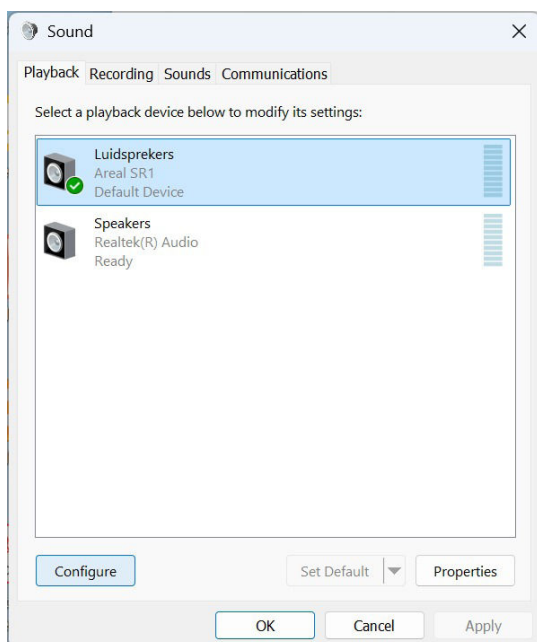 Sound
Playback Recording Sounds Communications
Select a playback device below to modify its settings:
Luidsprekers
Areal SR1
Default Device
Speakers
Realtek(R) Audio
Ready
Configure Set Default Properties
OK Cancel Apply